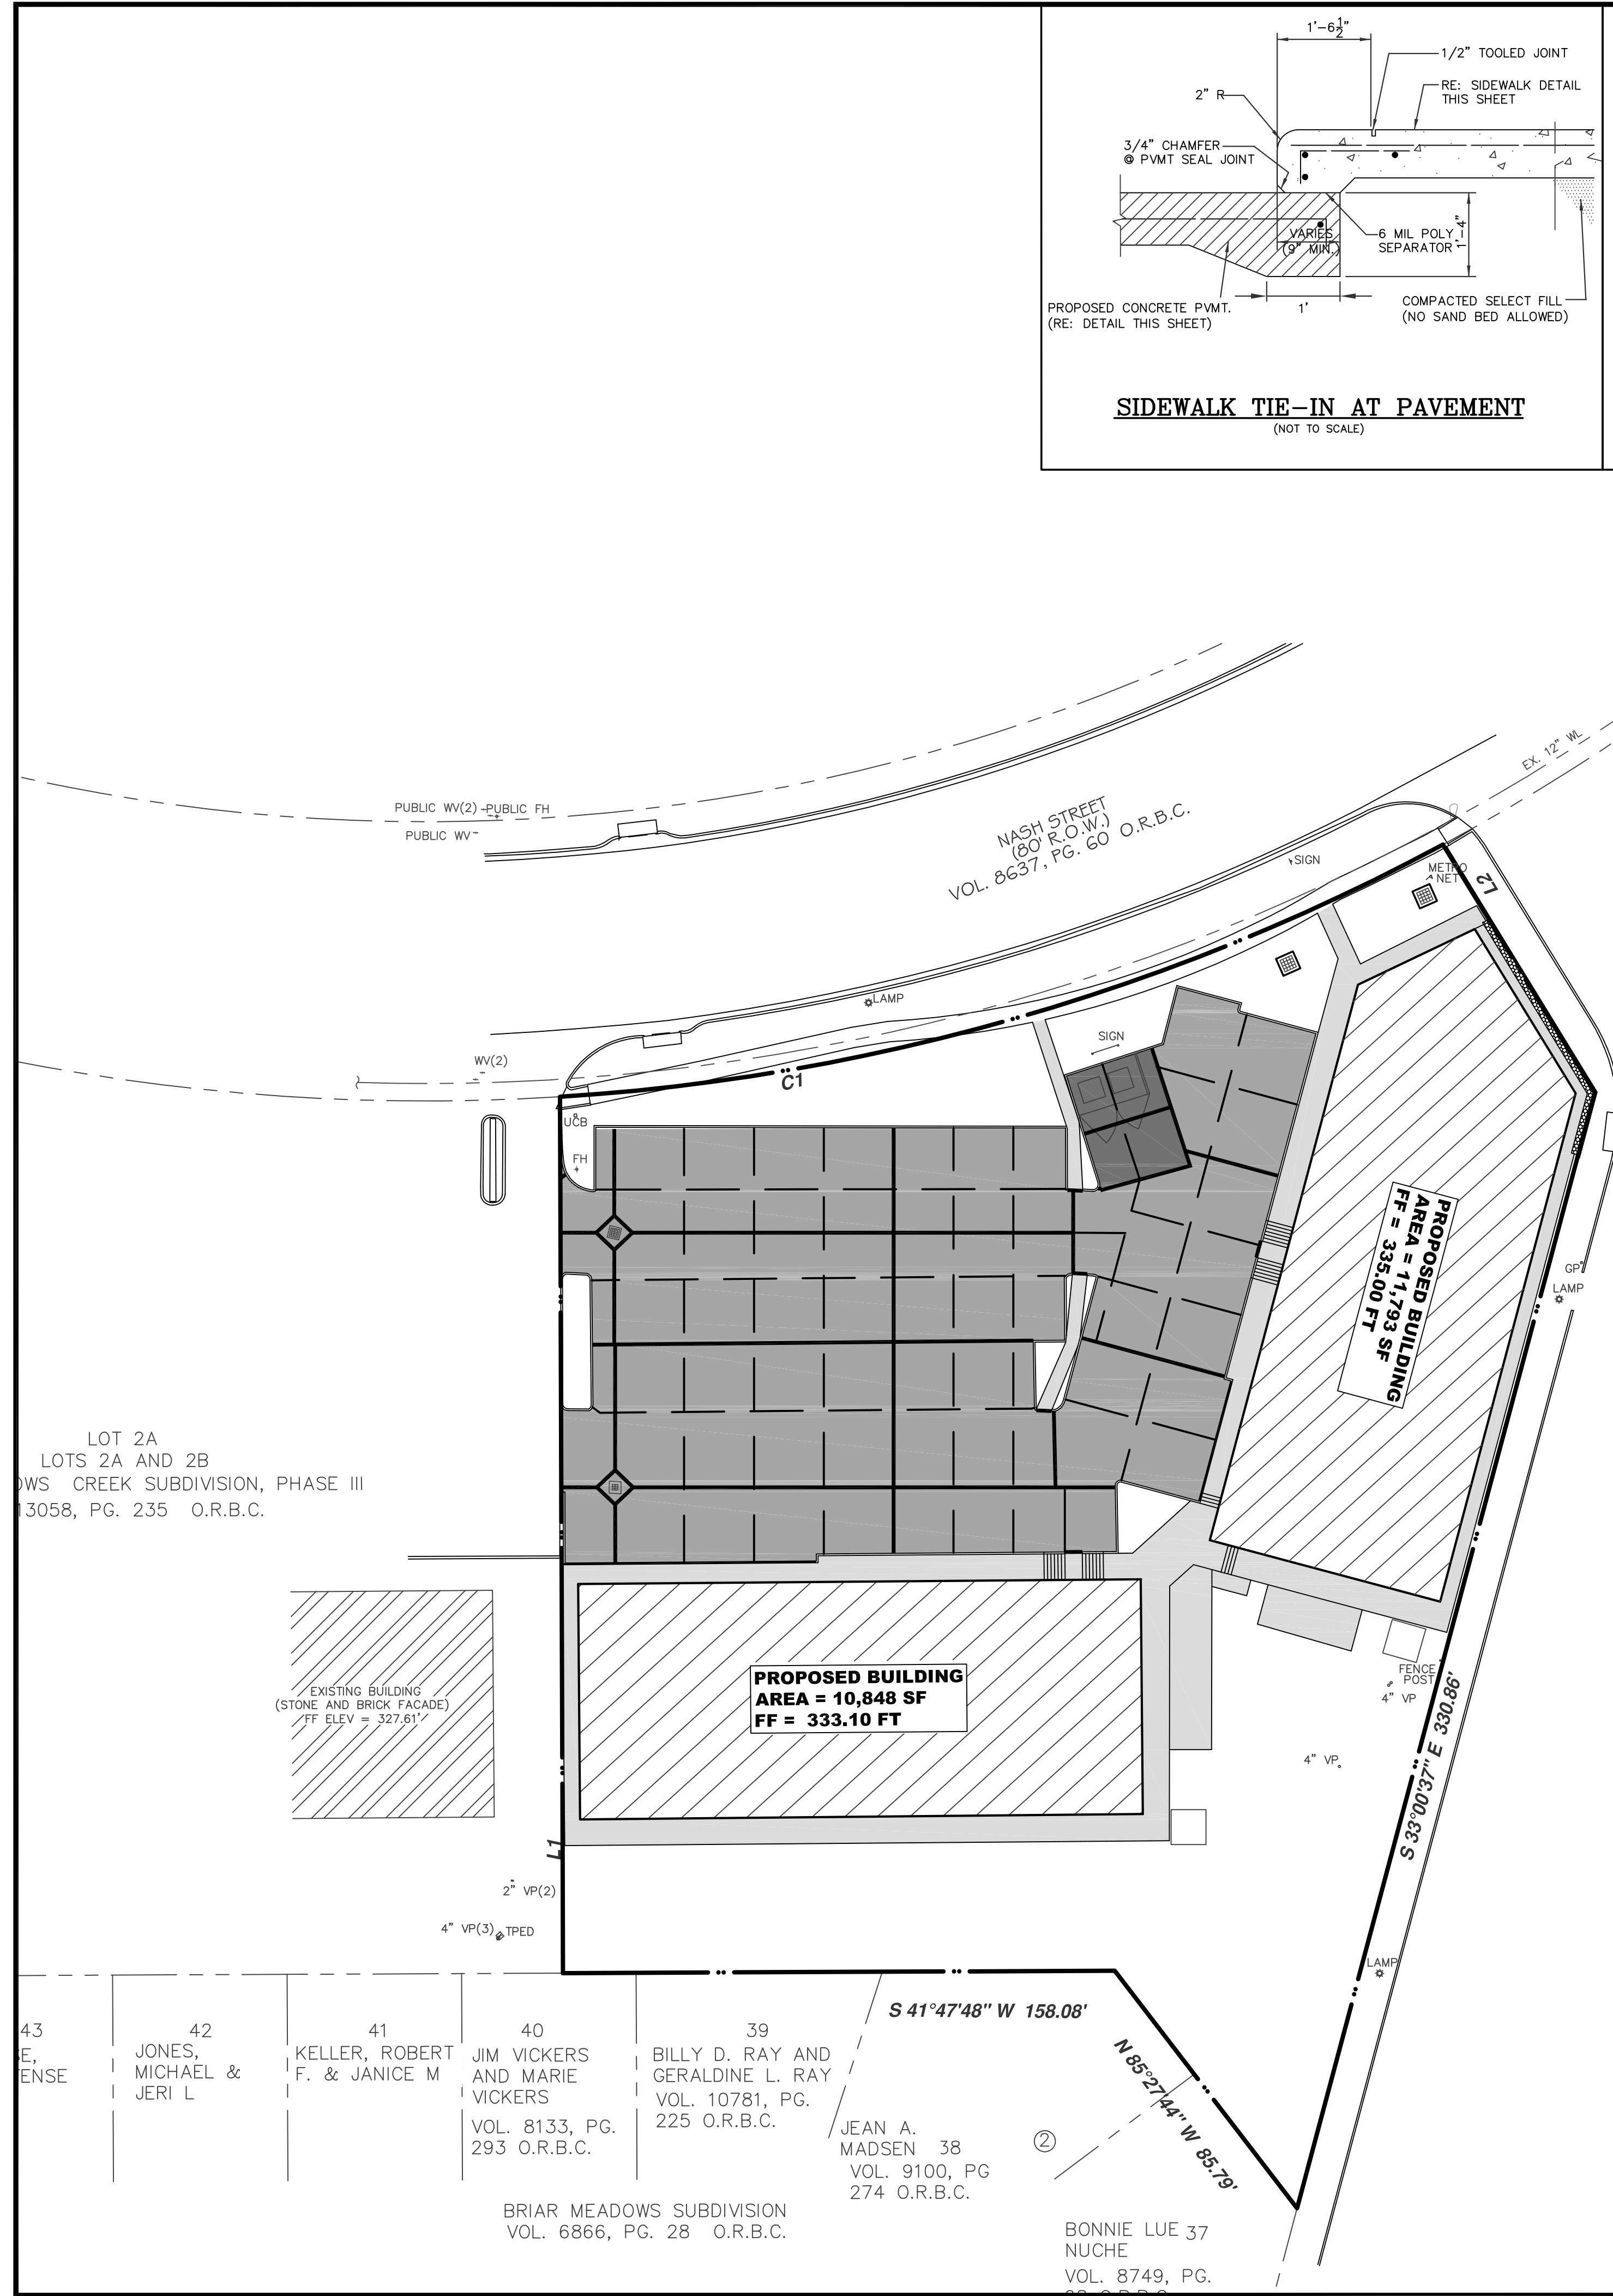 1'-6 1/2"
1/2" TOOLED JOINT
RE: SIDEWALK DETAIL
THIS SHEET
2" R
3/4" CHAMFER
@ PVMT SEAL JOINT
VARIES
(9" MIN.)
6 MIL POLY
SEPARATOR
1'-4"
PROPOSED CONCRETE PVMT.
(RE: DETAIL THIS SHEET)
1'
COMPACTED SELECT FILL
(NO SAND BED ALLOWED)
SIDEWALK TIE-IN AT PAVEMENT
(NOT TO SCALE)
EX. 12" WL
PUBLIC WV(2)
PUBLIC FH
PUBLIC WV
NASH STREET
(80' R.O.W.)
VOL. 8637, PG. 60 O.R.B.C.
SIGN
METRO
NET
L2
LAMP
SIGN
WV(2)
C1
UCB
FH
PROPOSED BUILDING
AREA = 11,793 SF
FF = 335.00 FT
GP
LAMP
LOT 2A
LOTS 2A AND 2B
OWS CREEK SUBDIVISION, PHASE III
13058, PG. 235 O.R.B.C.
EXISTING BUILDING
(STONE AND BRICK FACADE)
FF ELEV = 327.61'
PROPOSED BUILDING
AREA = 10,848 SF
FF = 333.10 FT
FENCE
POST
4" VP
4" VP
S 33°00'37" E 330.86'
L1
2" VP(2)
4" VP(3)
TPED
LAMP
S 41°47'48" W 158.08'
N 85°27'44" W 85.79'
43
SE,
ENSE
42
JONES,
MICHAEL &
JERI L
41
KELLER, ROBERT
F. & JANICE M
40
JIM VICKERS
AND MARIE
VICKERS
VOL. 8133, PG.
293 O.R.B.C.
39
BILLY D. RAY AND
GERALDINE L. RAY
VOL. 10781, PG.
225 O.R.B.C.
JEAN A.
MADSEN 38
VOL. 9100, PG
274 O.R.B.C.
2
BRIAR MEADOWS SUBDIVISION
VOL. 6866, PG. 28 O.R.B.C.
BONNIE LUE 37
NUCHE
VOL. 8749, PG.